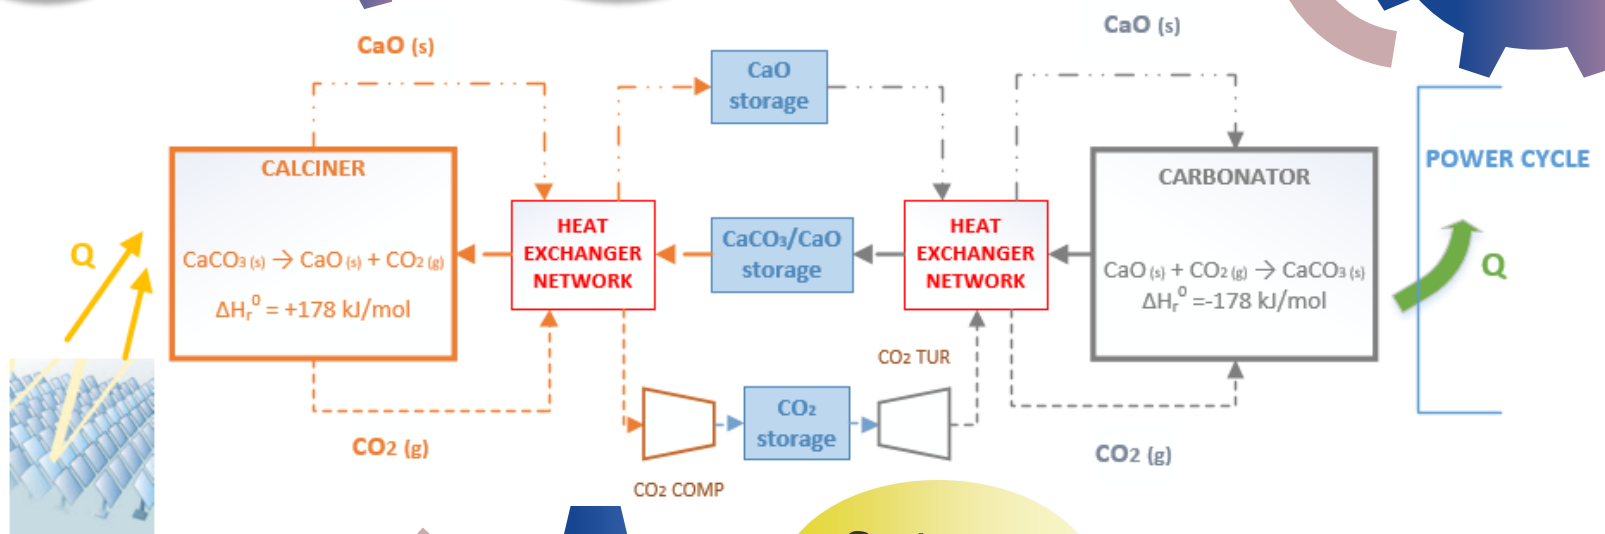 CaO (s)
CaO (s)
CaO
storage
CALCINER
CaCO₃ (s) → CaO (s) + CO₂ (g)
ΔHᵣ⁰ = +178 kJ/mol
Q
HEAT
EXCHANGER
NETWORK
CaCO₃/CaO
storage
HEAT
EXCHANGER
NETWORK
CARBONATOR
CaO (s) + CO₂ (g) → CaCO₃ (s)
ΔHᵣ⁰ =-178 kJ/mol
POWER CYCLE
Q
CO₂ TUR
CO₂
storage
CO2 (g)
CO2 (g)
CO₂ COMP